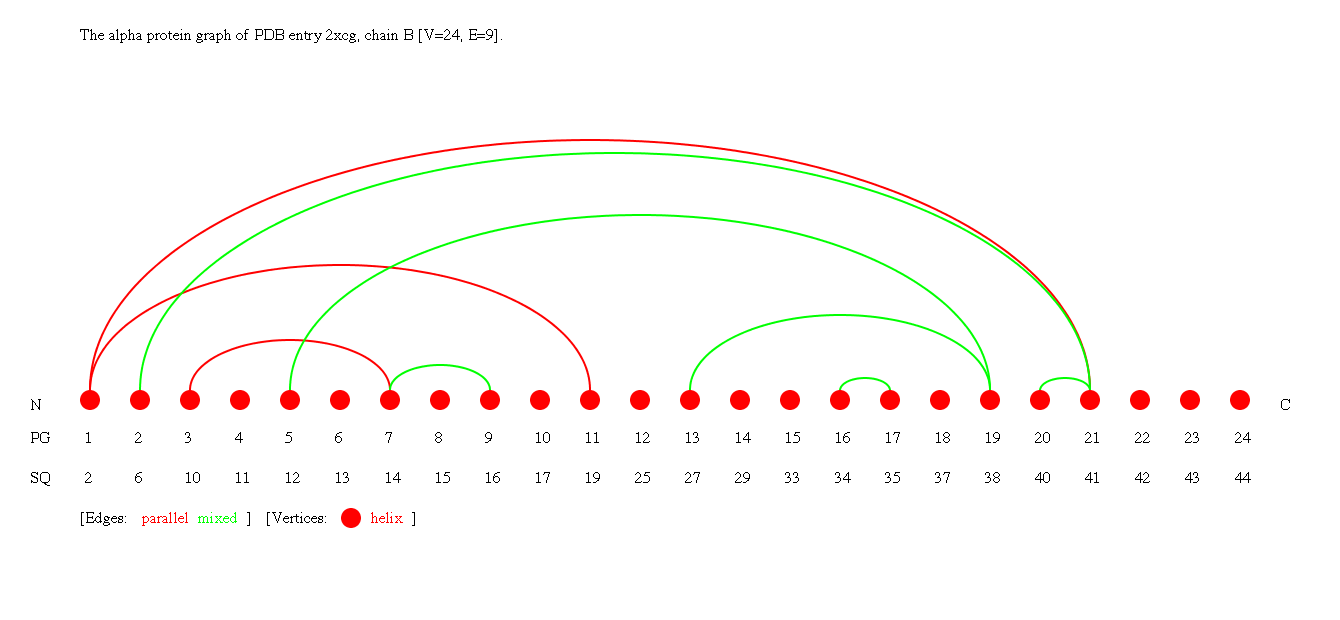 The alpha protein graph of PDB entry 2xcg, chain B [V=24, E=9].
N C
PG 1 2 3 4 5 6 7 8 9 10 11 12 13 14 15 16 17 18 19 20 21 22 23 24
SQ 2 6 10 11 12 13 14 15 16 17 19 25 27 29 33 34 35 37 38 40 41 42 43 44
[Edges: parallel mixed ] [Vertices: helix ]